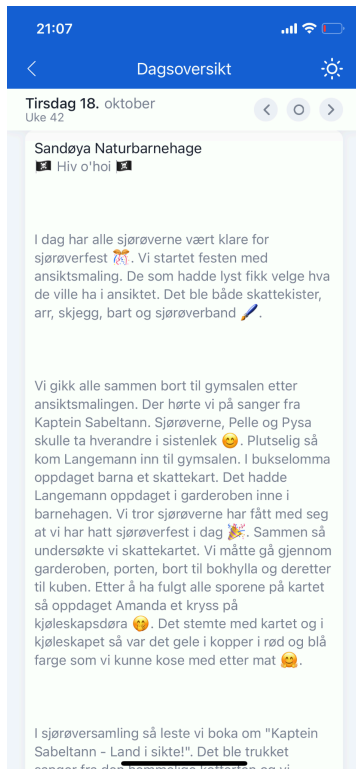 21:07
Dagsoversikt
Tirsdag 18. oktober
Uke 42
Sandøya Naturbarnehage
🏴‍☠️ Hiv o'hoi 🏴‍☠️
I dag har alle sjørøverne vært klare for
sjørøverfest 🎊. Vi startet festen med
ansiktsmaling. De som hadde lyst fikk velge hva
de ville ha i ansiktet. Det ble både skattekister,
arr, skjegg, bart og sjørøverband 🖌️.
Vi gikk alle sammen bort til gymsalen etter
ansiktsmalingen. Der hørte vi på sanger fra
Kaptein Sabeltann. Sjørøverne, Pelle og Pysa
skulle ta hverandre i sistenlek 😊. Plutselig så
kom Langemann inn til gymsalen. I bukselomma
oppdaget barna et skattekart. Det hadde
Langemann oppdaget i garderoben inne i
barnehagen. Vi tror sjørøverne har fått med seg
at vi har hatt sjørøverfest i dag 🎉. Sammen så
undersøkte vi skattekartet. Vi måtte gå gjennom
garderoben, porten, bort til bokhylla og deretter
til kuben. Etter å ha fulgt alle sporene på kartet
så oppdaget Amanda et kryss på
kjøleskapsdøra 🤭. Det stemte med kartet og i
kjøleskapet så var det gele i kopper i rød og blå
farge som vi kunne kose med etter mat 🤗.
I sjørøversamling så leste vi boka om "Kaptein
Sabeltann - Land i sikte!". Det ble trukket